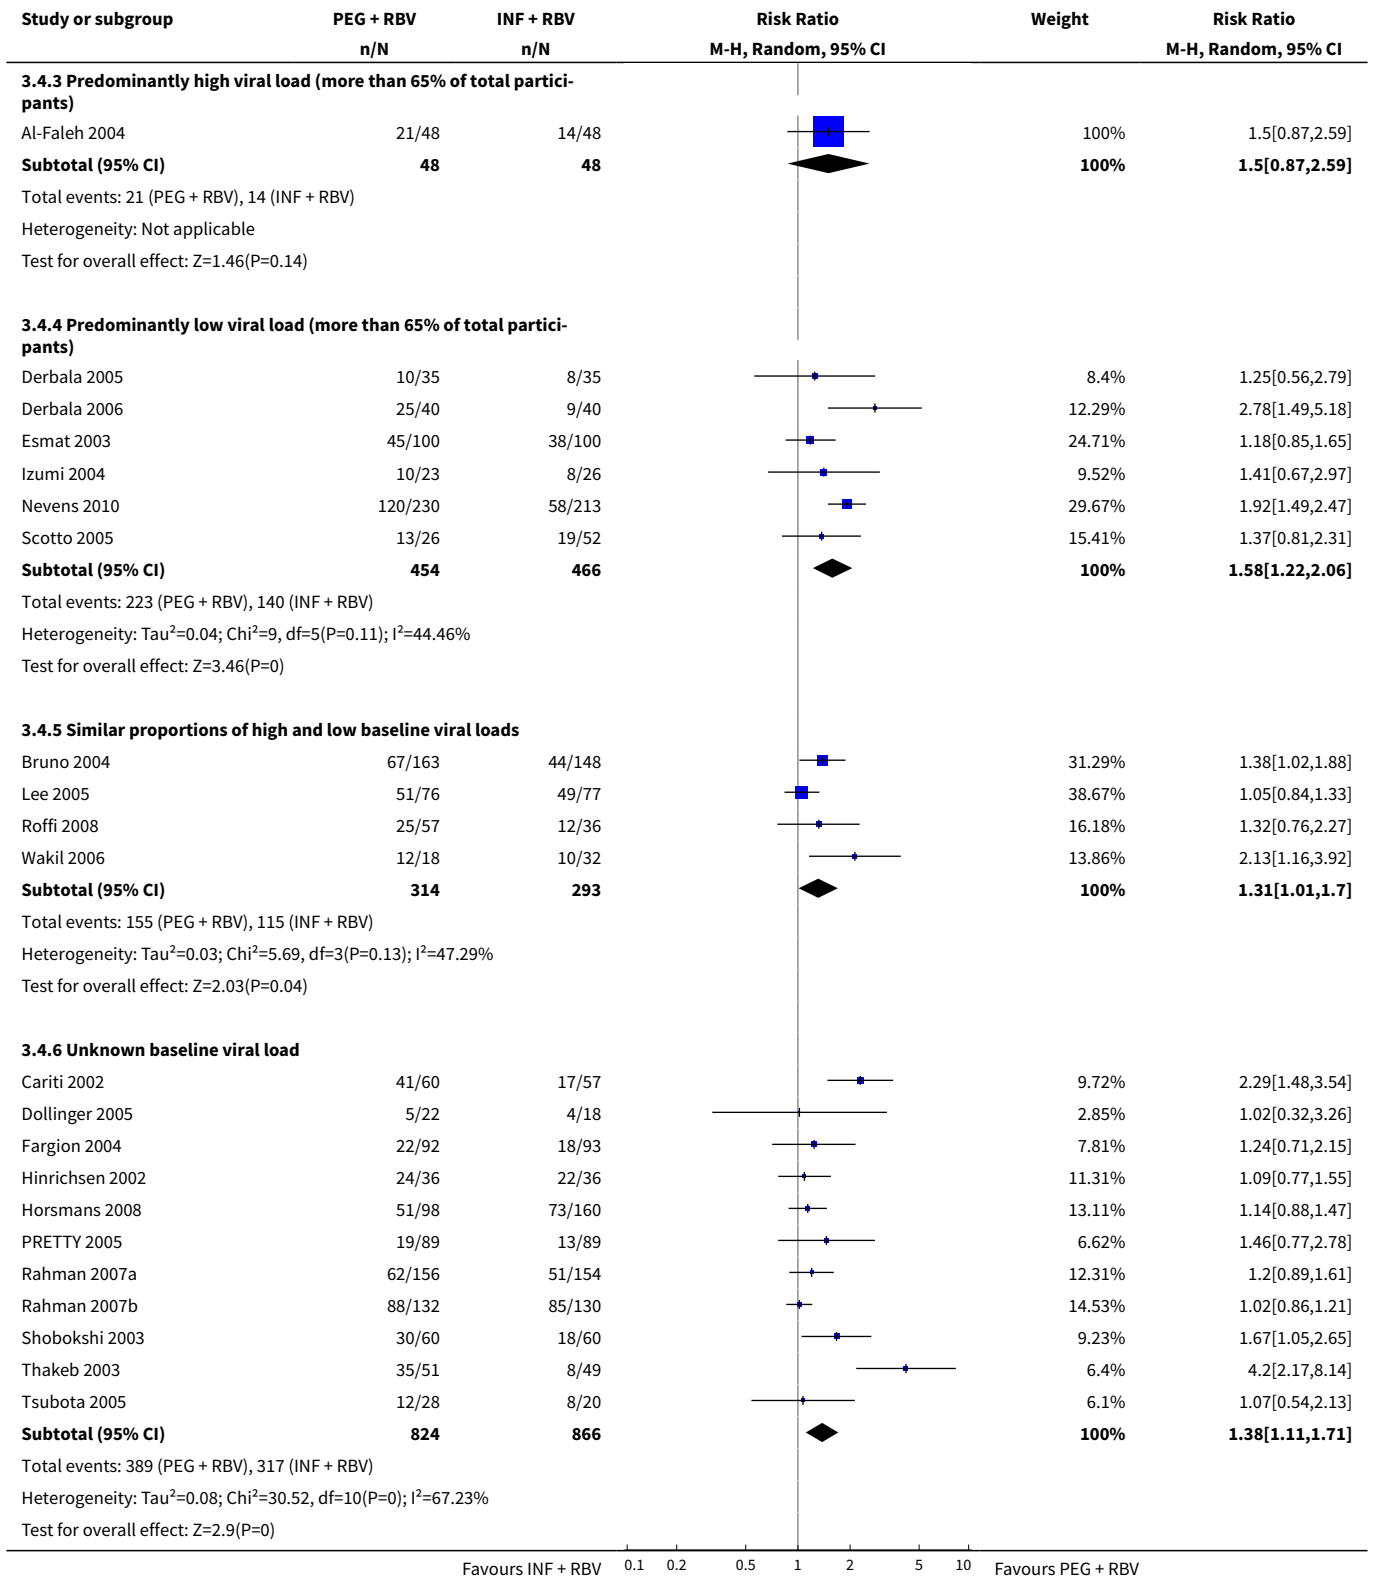 Study or subgroup PEG + RBV INF + RBV Risk Ratio Weight Risk Ratio
n/N n/N M-H, Random, 95% CI M-H, Random, 95% CI
3.4.3 Predominantly high viral load (more than 65% of total partici-
pants)
Al-Faleh 2004 21/48 14/48 100% 1.5[0.87,2.59]
Subtotal (95% CI) 48 48 100% 1.5[0.87,2.59]
Total events: 21 (PEG + RBV), 14 (INF + RBV)
Heterogeneity: Not applicable
Test for overall effect: Z=1.46(P=0.14)
3.4.4 Predominantly low viral load (more than 65% of total partici-
pants)
Derbala 2005 10/35 8/35 8.4% 1.25[0.56,2.79]
Derbala 2006 25/40 9/40 12.29% 2.78[1.49,5.18]
Esmat 2003 45/100 38/100 24.71% 1.18[0.85,1.65]
Izumi 2004 10/23 8/26 9.52% 1.41[0.67,2.97]
Nevens 2010 120/230 58/213 29.67% 1.92[1.49,2.47]
Scotto 2005 13/26 19/52 15.41% 1.37[0.81,2.31]
Subtotal (95% CI) 454 466 100% 1.58[1.22,2.06]
Total events: 223 (PEG + RBV), 140 (INF + RBV)
Heterogeneity: Tau²=0.04; Chi²=9, df=5(P=0.11); I²=44.46%
Test for overall effect: Z=3.46(P=0)
3.4.5 Similar proportions of high and low baseline viral loads
Bruno 2004 67/163 44/148 31.29% 1.38[1.02,1.88]
Lee 2005 51/76 49/77 38.67% 1.05[0.84,1.33]
Roffi 2008 25/57 12/36 16.18% 1.32[0.76,2.27]
Wakil 2006 12/18 10/32 13.86% 2.13[1.16,3.92]
Subtotal (95% CI) 314 293 100% 1.31[1.01,1.7]
Total events: 155 (PEG + RBV), 115 (INF + RBV)
Heterogeneity: Tau²=0.03; Chi²=5.69, df=3(P=0.13); I²=47.29%
Test for overall effect: Z=2.03(P=0.04)
3.4.6 Unknown baseline viral load
Cariti 2002 41/60 17/57 9.72% 2.29[1.48,3.54]
Dollinger 2005 5/22 4/18 2.85% 1.02[0.32,3.26]
Fargion 2004 22/92 18/93 7.81% 1.24[0.71,2.15]
Hinrichsen 2002 24/36 22/36 11.31% 1.09[0.77,1.55]
Horsmans 2008 51/98 73/160 13.11% 1.14[0.88,1.47]
PRETTY 2005 19/89 13/89 6.62% 1.46[0.77,2.78]
Rahman 2007a 62/156 51/154 12.31% 1.2[0.89,1.61]
Rahman 2007b 88/132 85/130 14.53% 1.02[0.86,1.21]
Shobokshi 2003 30/60 18/60 9.23% 1.67[1.05,2.65]
Thakeb 2003 35/51 8/49 6.4% 4.2[2.17,8.14]
Tsubota 2005 12/28 8/20 6.1% 1.07[0.54,2.13]
Subtotal (95% CI) 824 866 100% 1.38[1.11,1.71]
Total events: 389 (PEG + RBV), 317 (INF + RBV)
Heterogeneity: Tau²=0.08; Chi²=30.52, df=10(P=0); I²=67.23%
Test for overall effect: Z=2.9(P=0)
Favours INF + RBV 0.1 0.2 0.5 1 2 5 10 Favours PEG + RBV